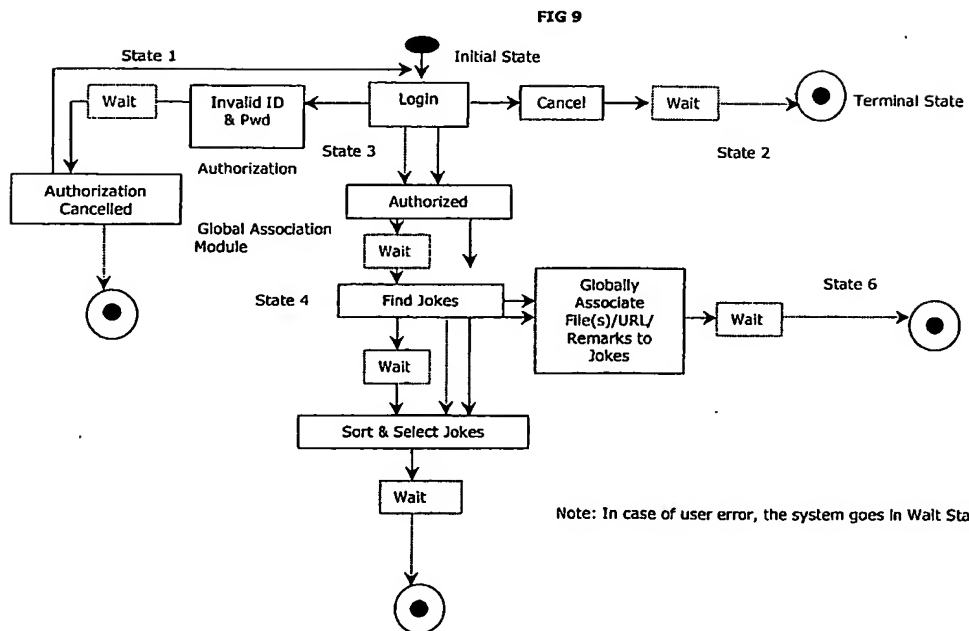 FIG 9
State 1
Initial State
Wait
Invalid ID
& Pwd
Login
Cancel
Wait
Terminal State
State 3
State 2
Authorization
Authorization
Cancelled
Authorized
Global Association
Module
Wait
State 4
Find Jokes
Globally
Associate
File(s)/URL/
Remarks to
Jokes
Wait
State 6
Wait
Sort & Select Jokes
Wait
Note: In case of user error, the system goes in Wait Sta